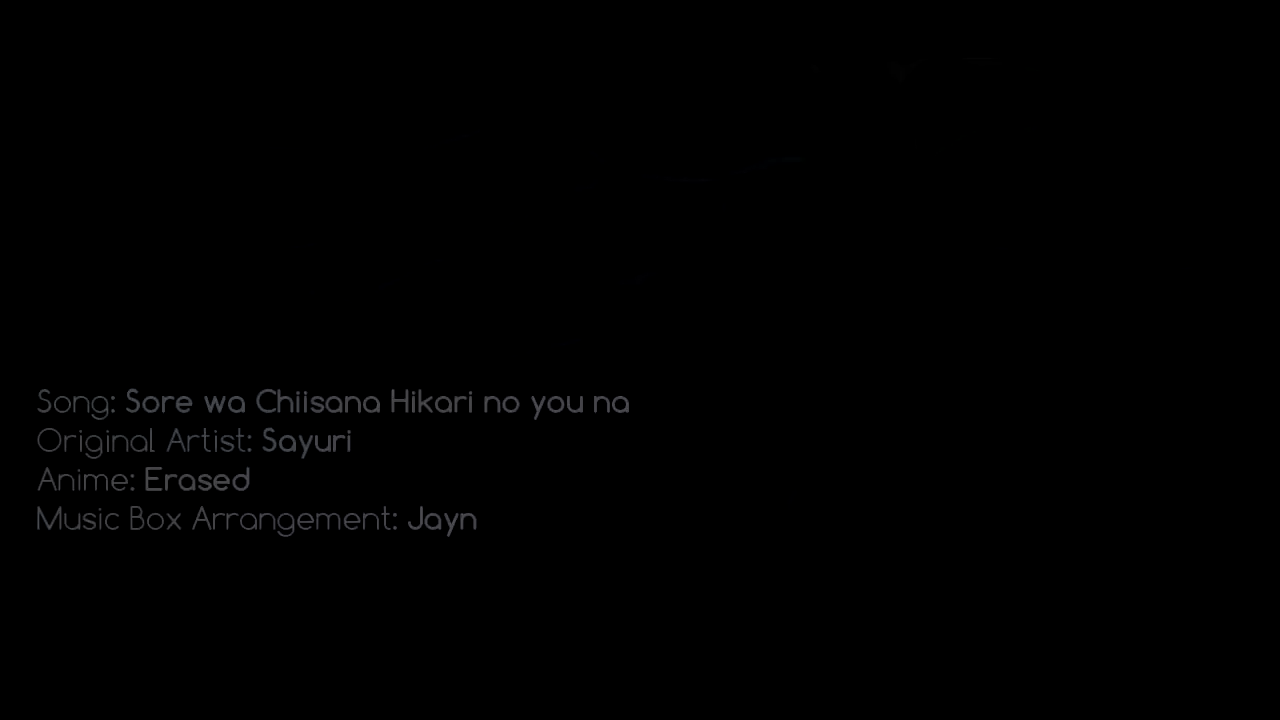 Song: Sore wa Chiisana Hikari no you na
Original Artist: Sayuri
Anime: Erased
Music Box Arrangement: Jayn